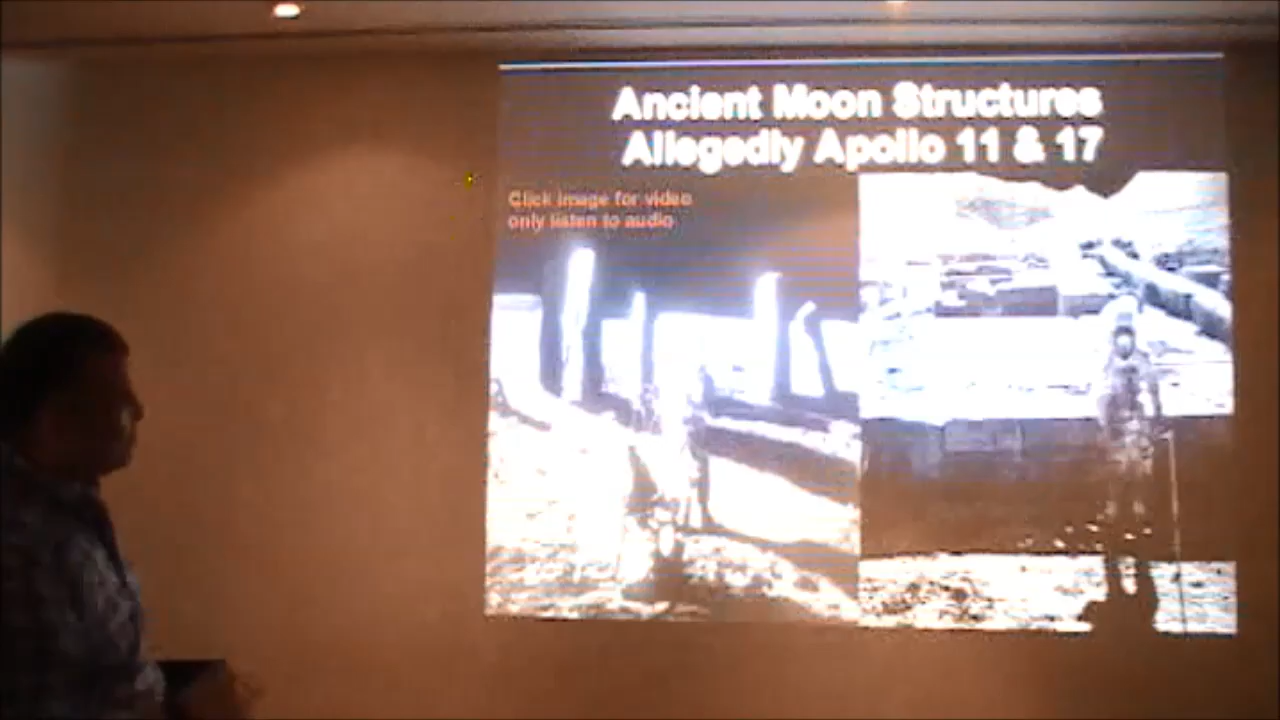 Ancient Moon Structures
Allegedly Apollo 11 & 17
Click image for video
only listen to audio